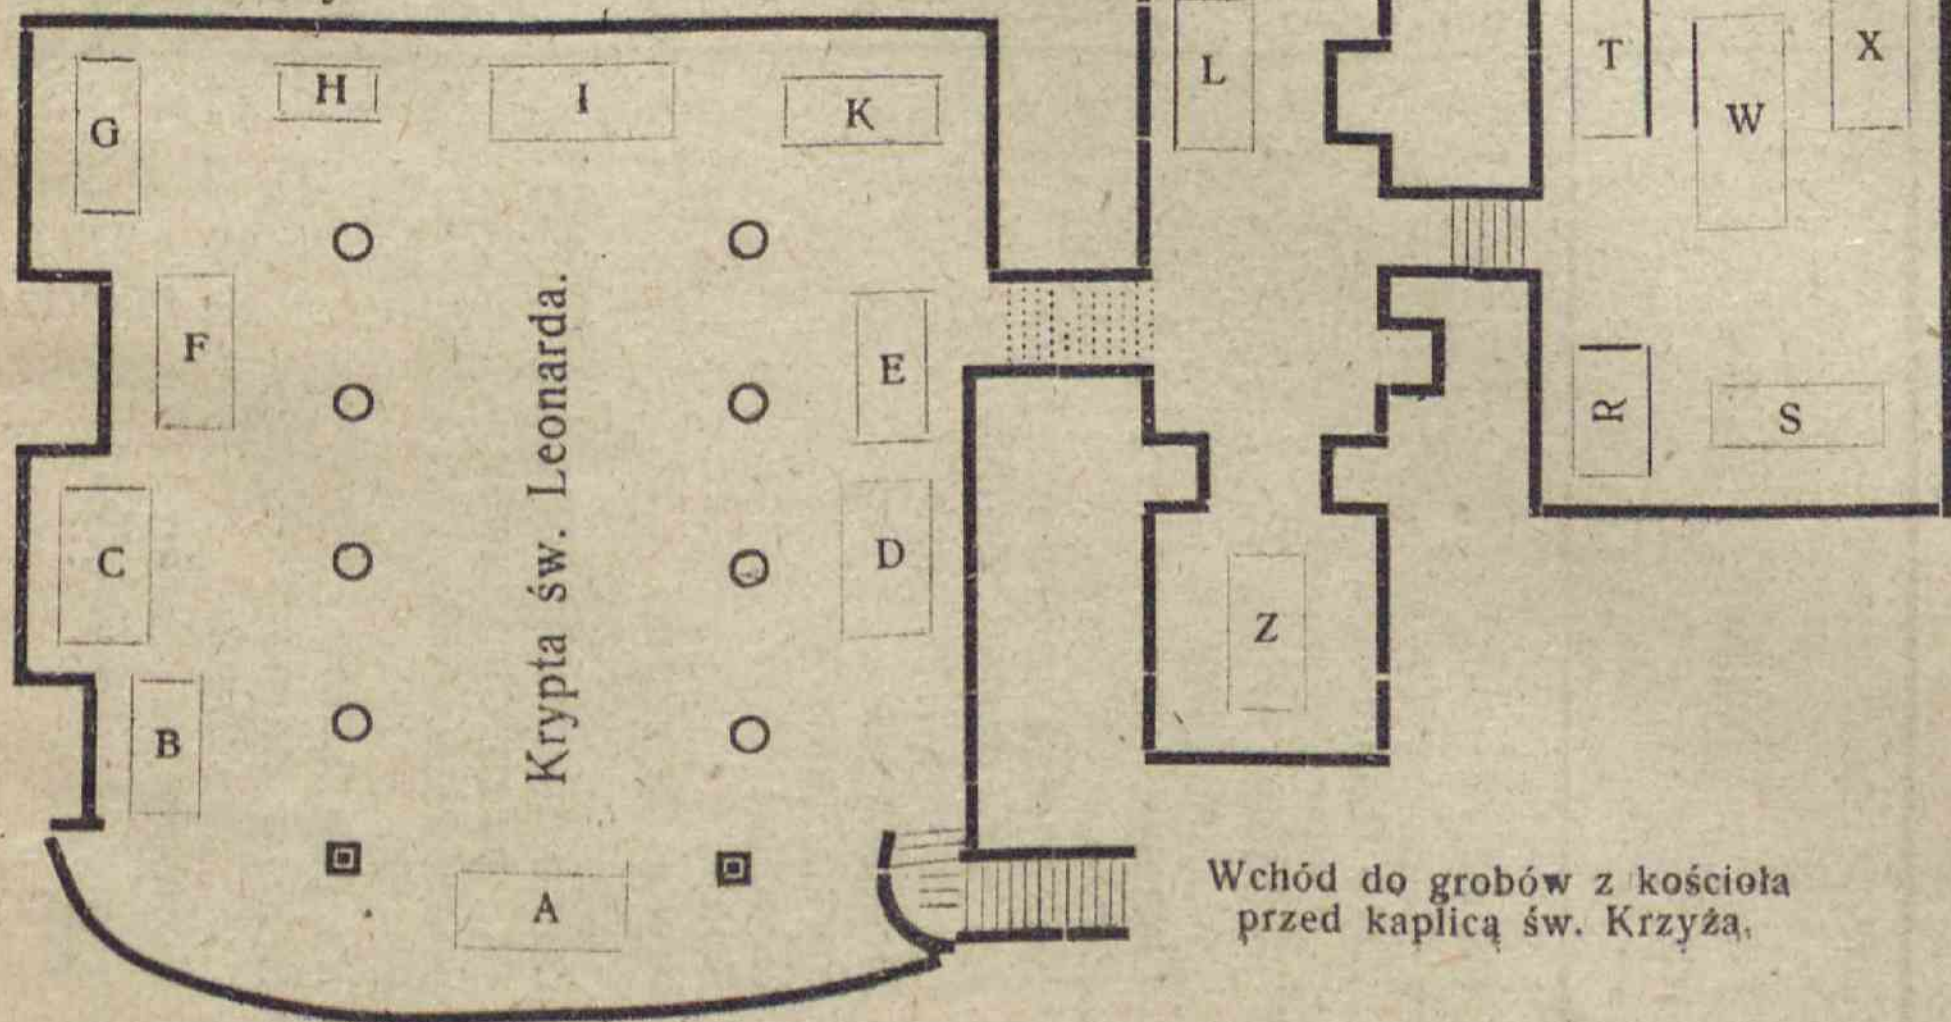 G
H
I
K
L
T
W
X
F
E
R
S
C
D
Z
B
A
Krypta św. Leonarda.
Wchód do grobów z kościoła
przed kaplicą św. Krzyża.